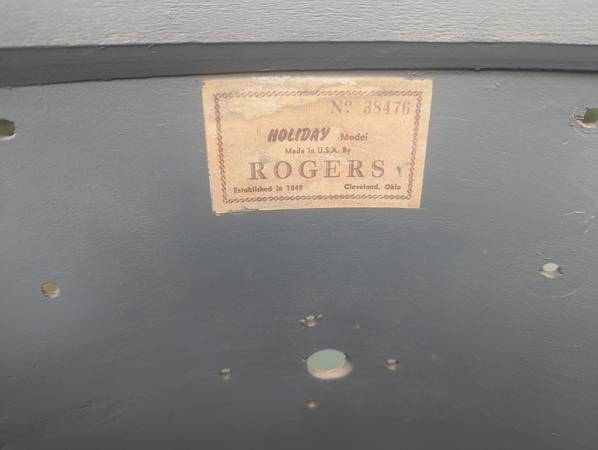 Nº 38476
HOLIDAY Model
Made In U.S.A. By
ROGERS
Established in 1849 Cleveland, Ohio